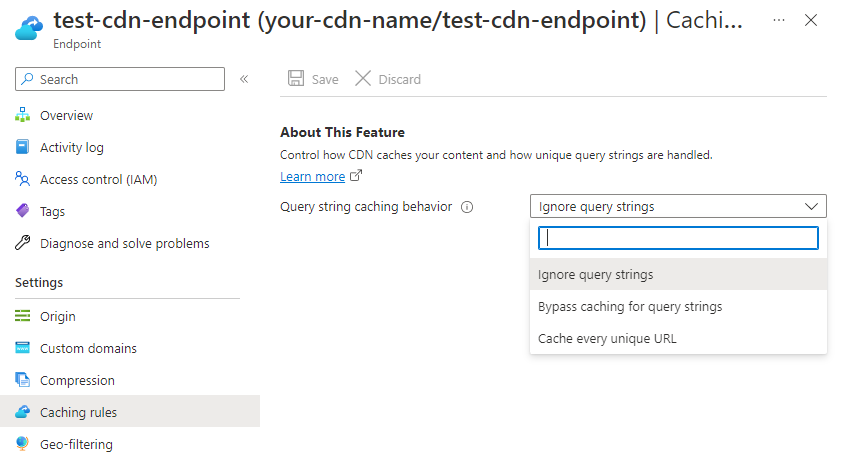 test-cdn-endpoint (your-cdn-name/test-cdn-endpoint) | Cachi...
Endpoint
Search
Overview
Activity log
Access control (IAM)
Tags
Diagnose and solve problems
Settings
Origin
Custom domains
Compression
Caching rules
Geo-filtering
Save
Discard
About This Feature
Control how CDN caches your content and how unique query strings are handled.
Learn more
Query string caching behavior
Ignore query strings
Ignore query strings
Bypass caching for query strings
Cache every unique URL